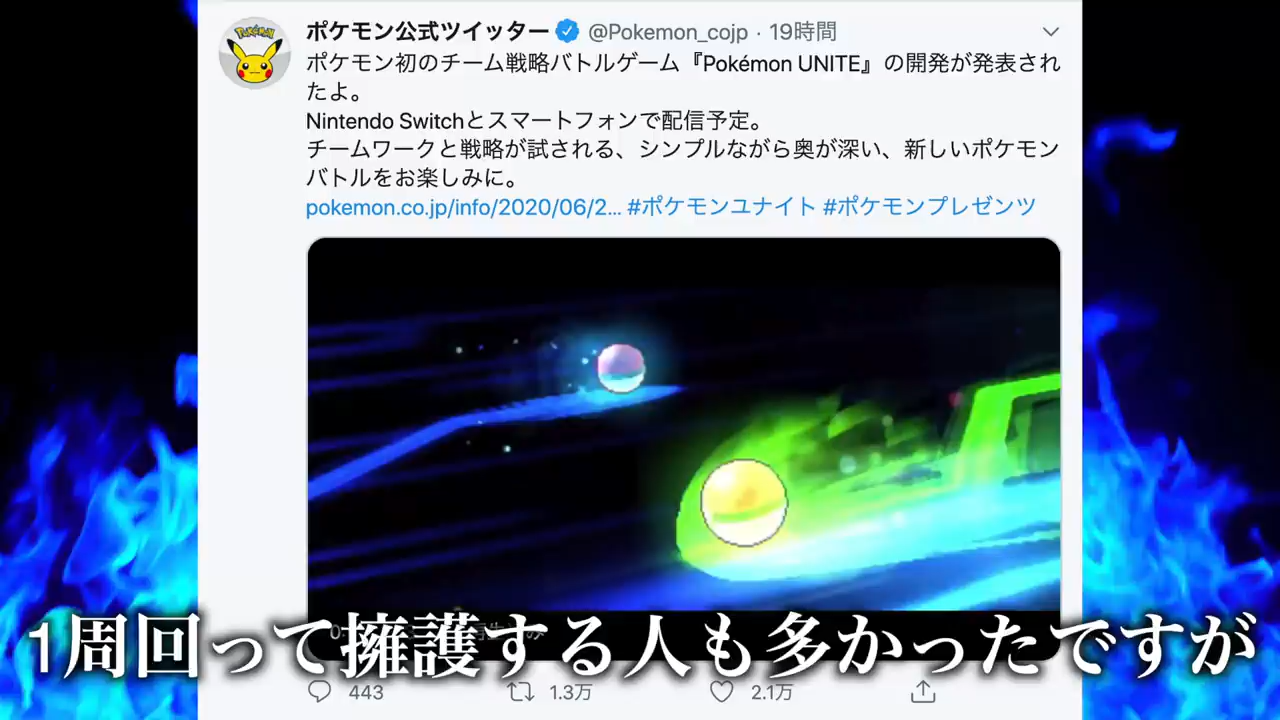 ポケモン公式ツイッター @Pokemon_cojp · 19時間
ポケモン初のチーム戦略バトルゲーム『Pokémon UNITE』の開発が発表され
たよ。
Nintendo Switchとスマートフォンで配信予定。
チームワークと戦略が試される、シンプルながら奥が深い、新しいポケモン
バトルをお楽しみに。
pokemon.co.jp/info/2020/06/2... #ポケモンユナイト #ポケモンプレゼンツ
1周回って擁護する人も多かったですが
443 1.3万 2.1万